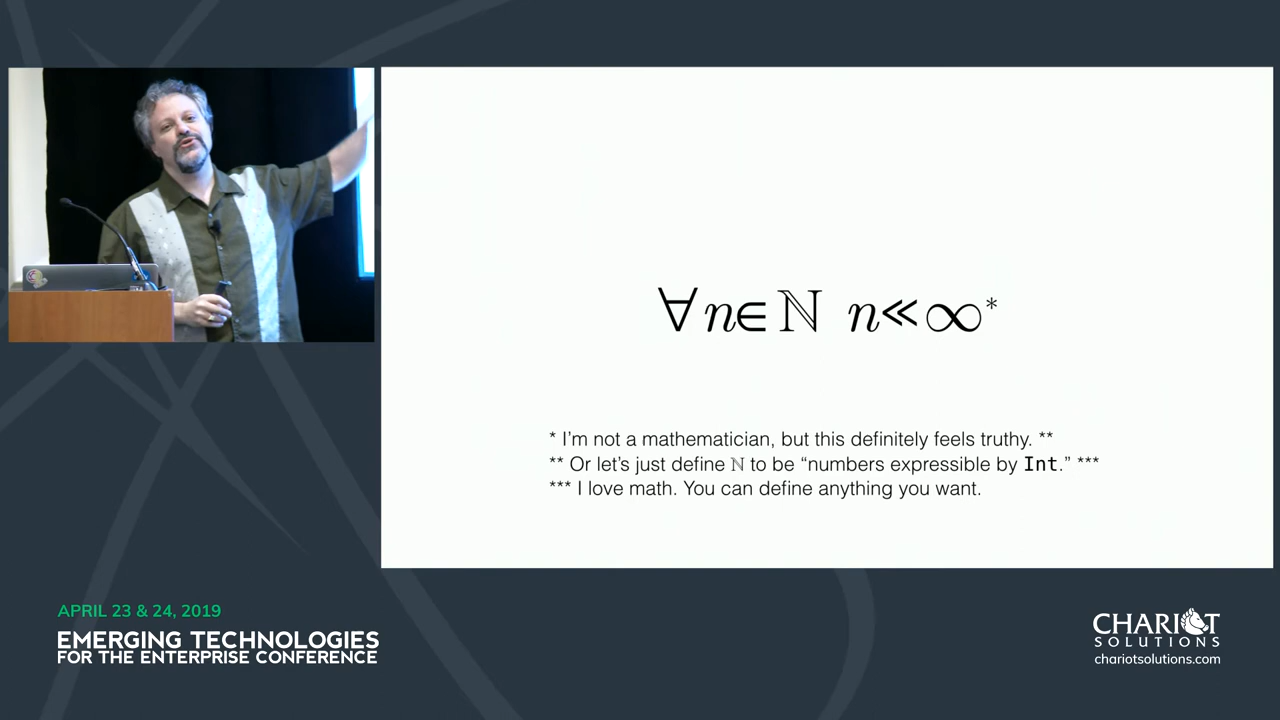 ∀n∈ℕ n≪∞*
* I'm not a mathematician, but this definitely feels truthy. **
** Or let's just define ℕ to be “numbers expressible by Int.” ***
*** I love math. You can define anything you want.
APRIL 23 & 24, 2019
EMERGING TECHNOLOGIES
FOR THE ENTERPRISE CONFERENCE
CHARIOT
SOLUTIONS
chariotsolutions.com